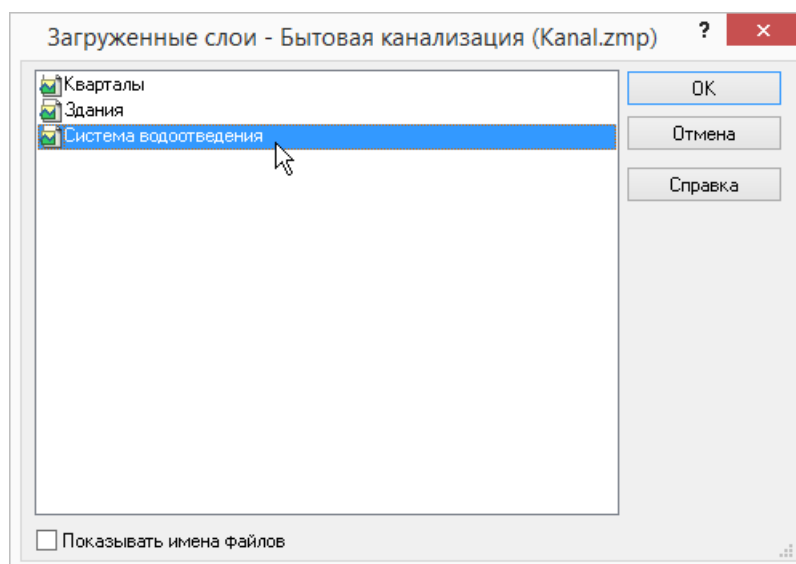 Загруженные слои - Бытовая канализация (Kanal.zmp) ? ×
Кварталы
Здания
Система водоотведения
OK
Отмена
Справка
Показывать имена файлов